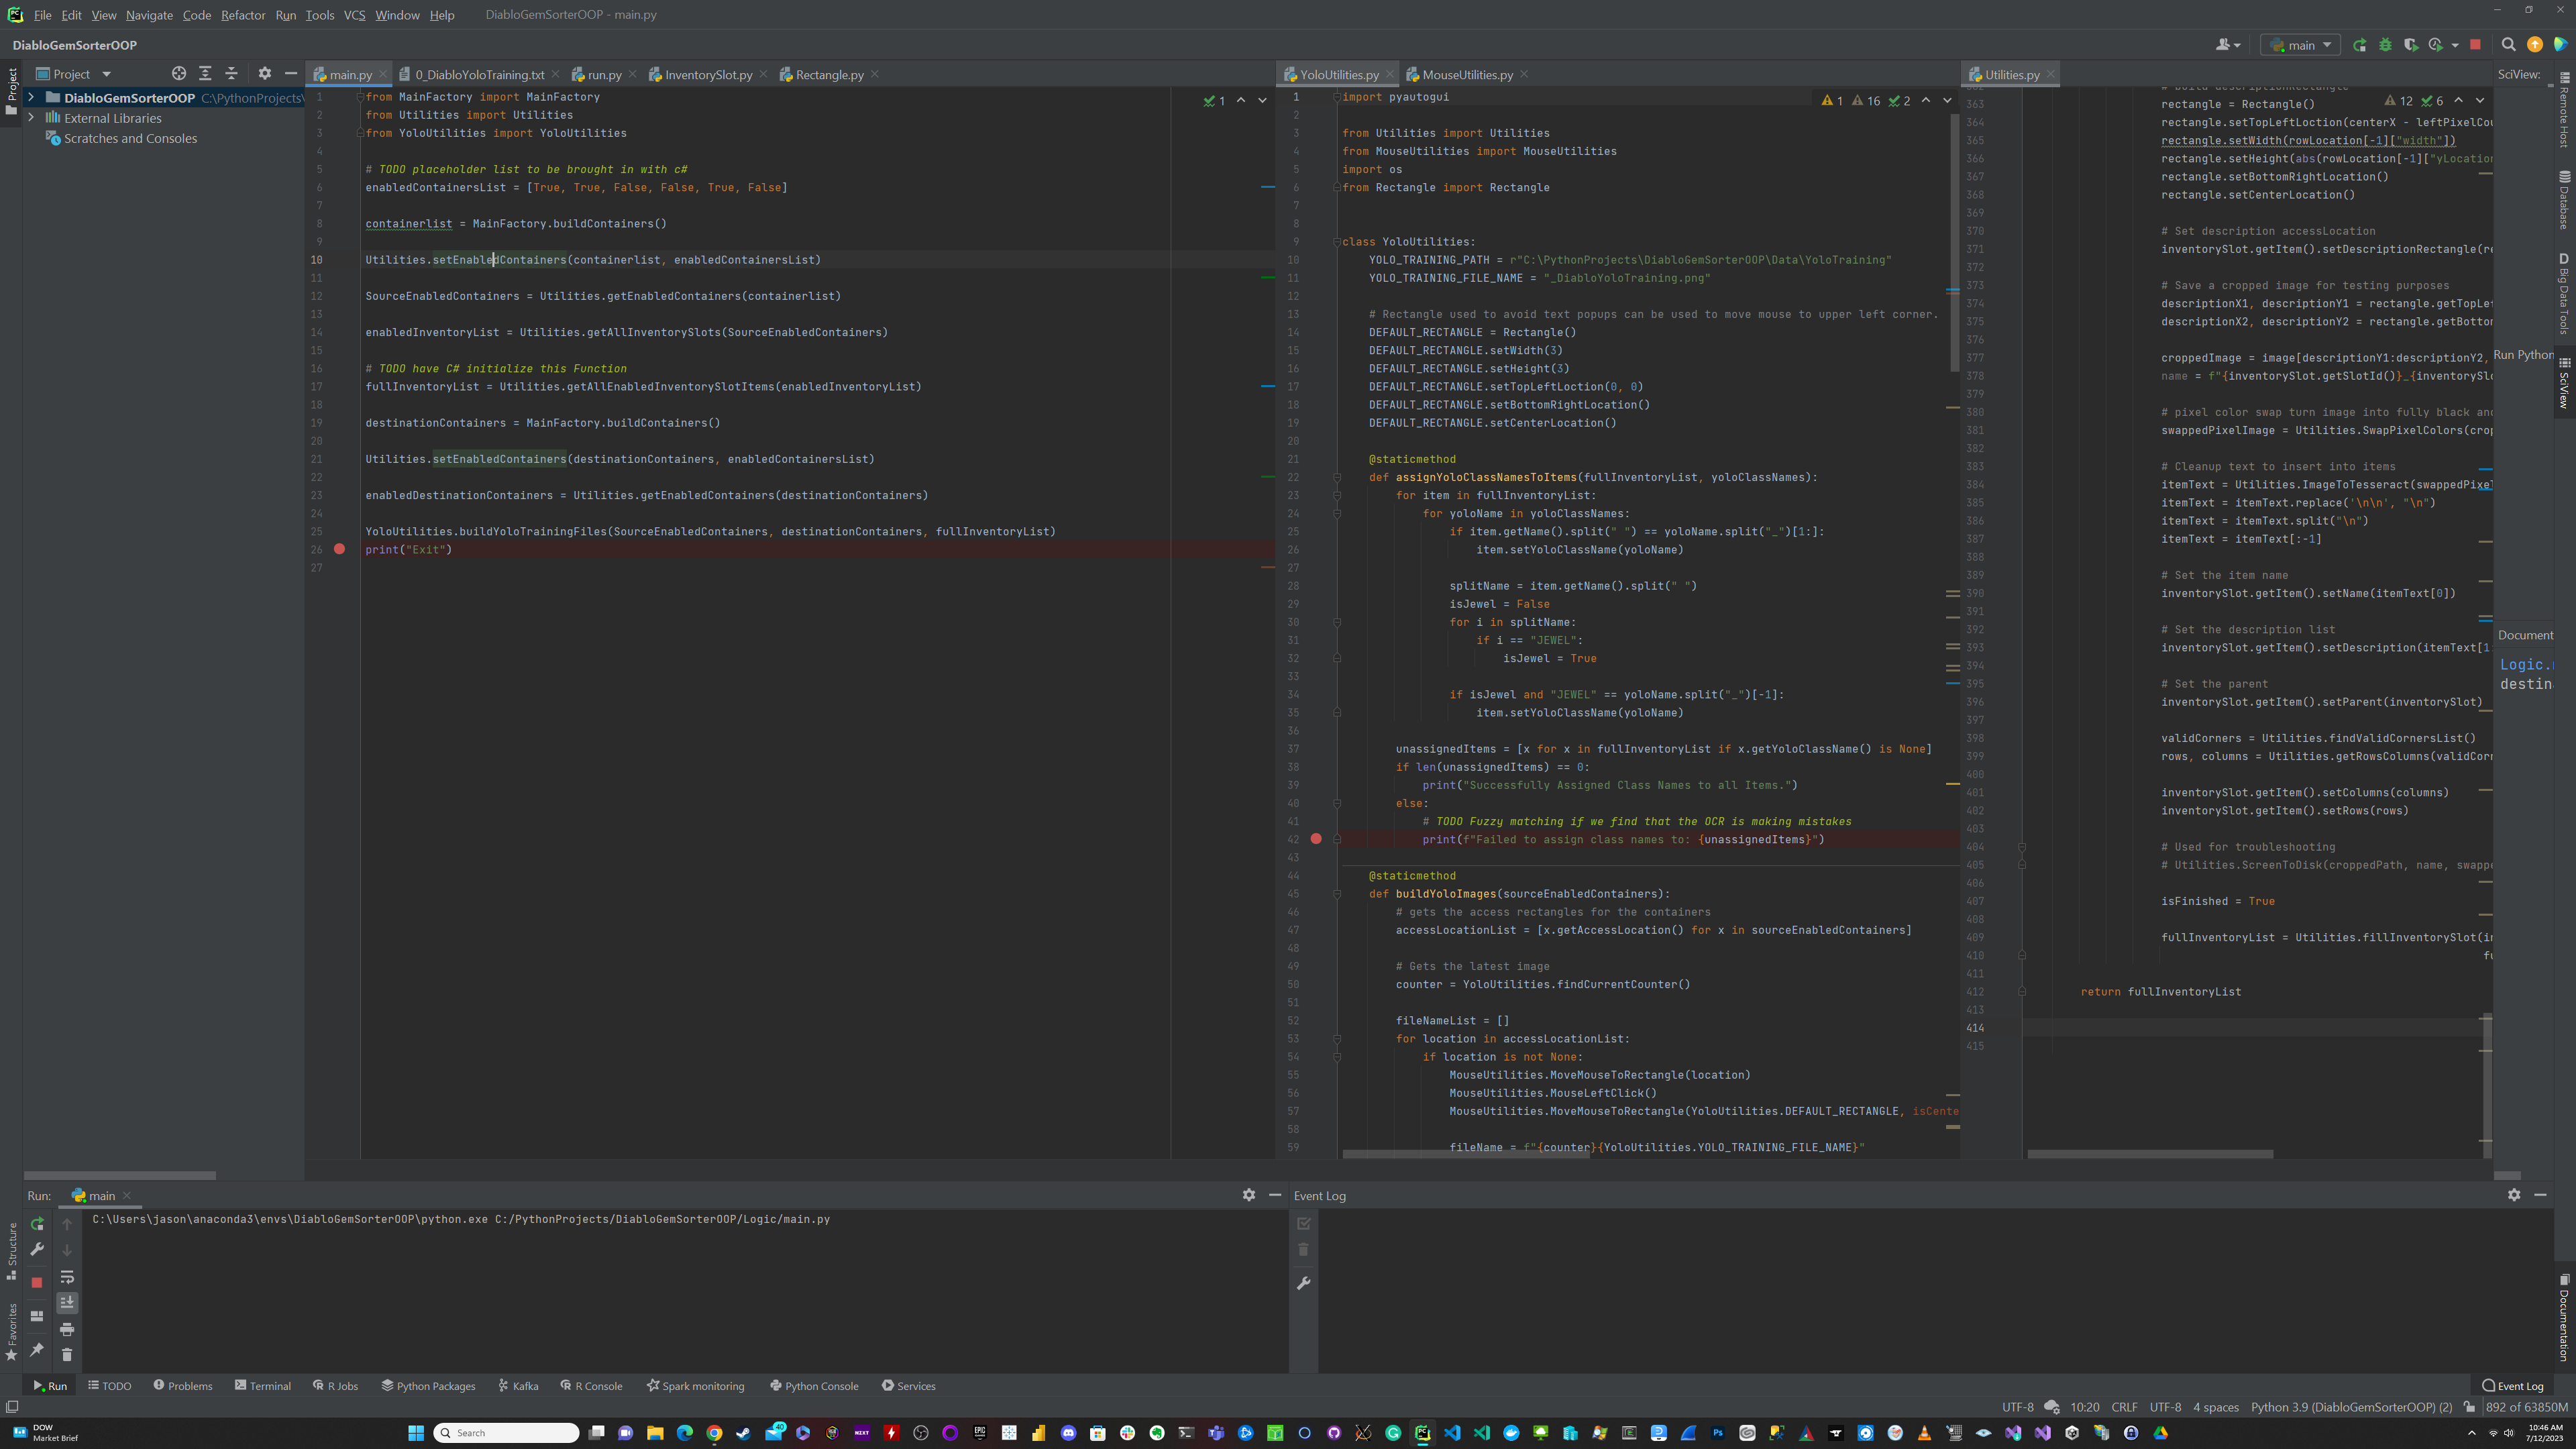 File Edit View Navigate Code Refactor Run Tools VCS Window Help DiabloGemSorterOOP - main.py
DiabloGemSorterOOP
main
Project
main.py
0_DiabloYoloTraining.txt
run.py
InventorySlot.py
Rectangle.py
YoloUtilities.py
MouseUtilities.py
Utilities.py
SciView:
DiabloGemSorterOOP C:\PythonProjects\
External Libraries
Scratches and Consoles
Project
Structure
Favorites
1 from MainFactory import MainFactory
2 from Utilities import Utilities
3 from YoloUtilities import YoloUtilities
4
5 # TODO placeholder list to be brought in with c#
6 enabledContainersList = [True, True, False, False, True, False]
7
8 containerlist = MainFactory.buildContainers()
9
10 Utilities.setEnabledContainers(containerlist, enabledContainersList)
11
12 SourceEnabledContainers = Utilities.getEnabledContainers(containerlist)
13
14 enabledInventoryList = Utilities.getAllInventorySlots(SourceEnabledContainers)
15
16 # TODO have C# initialize this Function
17 fullInventoryList = Utilities.getAllEnabledInventorySlotItems(enabledInventoryList)
18
19 destinationContainers = MainFactory.buildContainers()
20
21 Utilities.setEnabledContainers(destinationContainers, enabledContainersList)
22
23 enabledDestinationContainers = Utilities.getEnabledContainers(destinationContainers)
24
25 YoloUtilities.buildYoloTrainingFiles(SourceEnabledContainers, destinationContainers, fullInventoryList)
26 print("Exit")
27
1
1 16 2
1 import pyautogui
2
3 from Utilities import Utilities
4 from MouseUtilities import MouseUtilities
5 import os
6 from Rectangle import Rectangle
7
8
9 class YoloUtilities:
10 YOLO_TRAINING_PATH = r"C:\PythonProjects\DiabloGemSorterOOP\Data\YoloTraining"
11 YOLO_TRAINING_FILE_NAME = "_DiabloYoloTraining.png"
12
13 # Rectangle used to avoid text popups can be used to move mouse to upper left corner.
14 DEFAULT_RECTANGLE = Rectangle()
15 DEFAULT_RECTANGLE.setWidth(3)
16 DEFAULT_RECTANGLE.setHeight(3)
17 DEFAULT_RECTANGLE.setTopLeftLoction(0, 0)
18 DEFAULT_RECTANGLE.setBottomRightLocation()
19 DEFAULT_RECTANGLE.setCenterLocation()
20
21 @staticmethod
22 def assignYoloClassNamesToItems(fullInventoryList, yoloClassNames):
23 for item in fullInventoryList:
24 for yoloName in yoloClassNames:
25 if item.getName().split(" ") == yoloName.split("_")[1:]:
26 item.setYoloClassName(yoloName)
27
28 splitName = item.getName().split(" ")
29 isJewel = False
30 for i in splitName:
31 if i == "JEWEL":
32 isJewel = True
33
34 if isJewel and "JEWEL" == yoloName.split("_")[-1]:
35 item.setYoloClassName(yoloName)
36
37 unassignedItems = [x for x in fullInventoryList if x.getYoloClassName() is None]
38 if len(unassignedItems) == 0:
39 print("Successfully Assigned Class Names to all Items.")
40 else:
41 # TODO Fuzzy matching if we find that the OCR is making mistakes
42 print(f"Failed to assign class names to: {unassignedItems}")
43
44 @staticmethod
45 def buildYoloImages(sourceEnabledContainers):
46 # gets the access rectangles for the containers
47 accessLocationList = [x.getAccessLocation() for x in sourceEnabledContainers]
48
49 # Gets the latest image
50 counter = YoloUtilities.findCurrentCounter()
51
52 fileNameList = []
53 for location in accessLocationList:
54 if location is not None:
55 MouseUtilities.MoveMouseToRectangle(location)
56 MouseUtilities.MouseLeftClick()
57 MouseUtilities.MoveMouseToRectangle(YoloUtilities.DEFAULT_RECTANGLE, isCente
58
59 fileName = f"{counter}{YoloUtilities.YOLO_TRAINING_FILE_NAME}"
12 6
363 rectangle = Rectangle()
364 rectangle.setTopLeftLoction(centerX - leftPixelCou
365 rectangle.setWidth(rowLocation[-1]["width"])
366 rectangle.setHeight(abs(rowLocation[-1]["yLocation
367 rectangle.setBottomRightLocation()
368 rectangle.setCenterLocation()
369
370 # Set description accessLocation
371 inventorySlot.getItem().setDescriptionRectangle(re
372
373 # Save a cropped image for testing purposes
374 descriptionX1, descriptionY1 = rectangle.getTopLef
375 descriptionX2, descriptionY2 = rectangle.getBottom
376
377 croppedImage = image[descriptionY1:descriptionY2,
378 name = f"{inventorySlot.getSlotId()}_{inventorySlo
379
380 # pixel color swap turn image into fully black and
381 swappedPixelImage = Utilities.SwapPixelColors(crop
382
383 # Cleanup text to insert into items
384 itemText = Utilities.ImageToTesseract(swappedPixel
385 itemText = itemText.replace('\n\n', "\n")
386 itemText = itemText.split("\n")
387 itemText = itemText[:-1]
388
389 # Set the item name
390 inventorySlot.getItem().setName(itemText[0])
391
392 # Set the description list
393 inventorySlot.getItem().setDescription(itemText[1
394
395 # Set the parent
396 inventorySlot.getItem().setParent(inventorySlot)
397
398 validCorners = Utilities.findValidCornersList()
399 rows, columns = Utilities.getRowsColumns(validCorn
400
401 inventorySlot.getItem().setColumns(columns)
402 inventorySlot.getItem().setRows(rows)
403
404 # Used for troubleshooting
405 # Utilities.ScreenToDisk(croppedPath, name, swappe
406
407 isFinished = True
408
409 fullInventoryList = Utilities.fillInventorySlot(in
410 fu
411
412 return fullInventoryList
413
414
415
Run Python
Document
Logic.
destina
Remote Host
Database
Big Data Tools
SciView
Documentation
Run: main
C:\Users\jason\anaconda3\envs\DiabloGemSorterOOP\python.exe C:/PythonProjects/DiabloGemSorterOOP/Logic/main.py
Event Log
Run TODO Problems Terminal R Jobs Python Packages Kafka R Console Spark monitoring Python Console Services
Event Log
UTF-8 10:20 CRLF UTF-8 4 spaces Python 3.9 (DiabloGemSorterOOP) (2) 892 of 63850M
DOW
Market Brief
Search
40
10:46 AM
7/12/2023